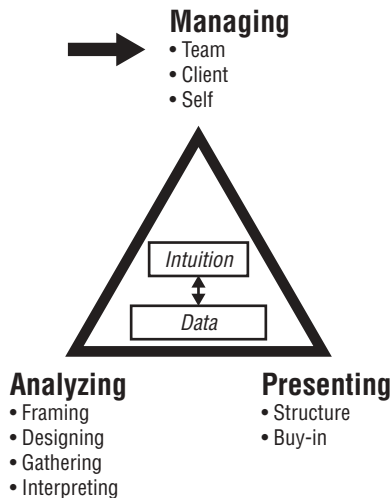 Managing
• Team
• Client
• Self
Intuition
Data
Analyzing
• Framing
• Designing
• Gathering
• Interpreting
Presenting
• Structure
• Buy-in